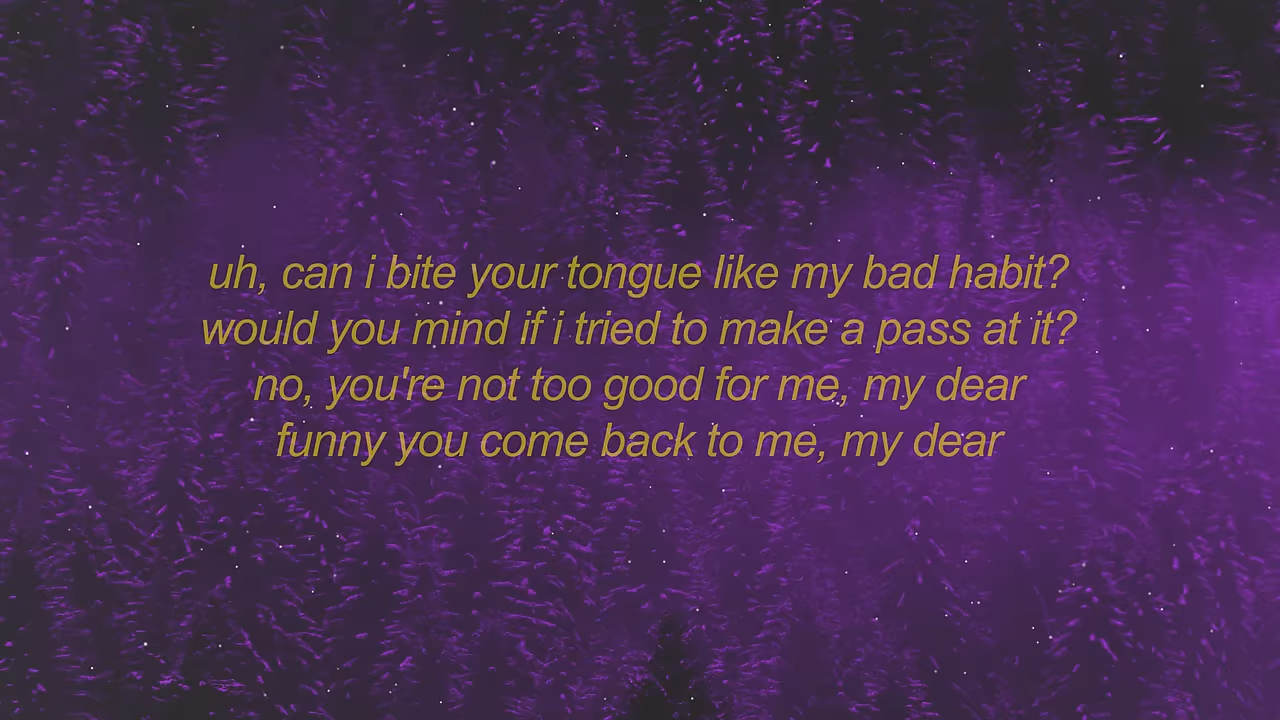 uh, can i bite your tongue like my bad habit?
would you mind if i tried to make a pass at it?
no, you're not too good for me, my dear
funny you come back to me, my dear